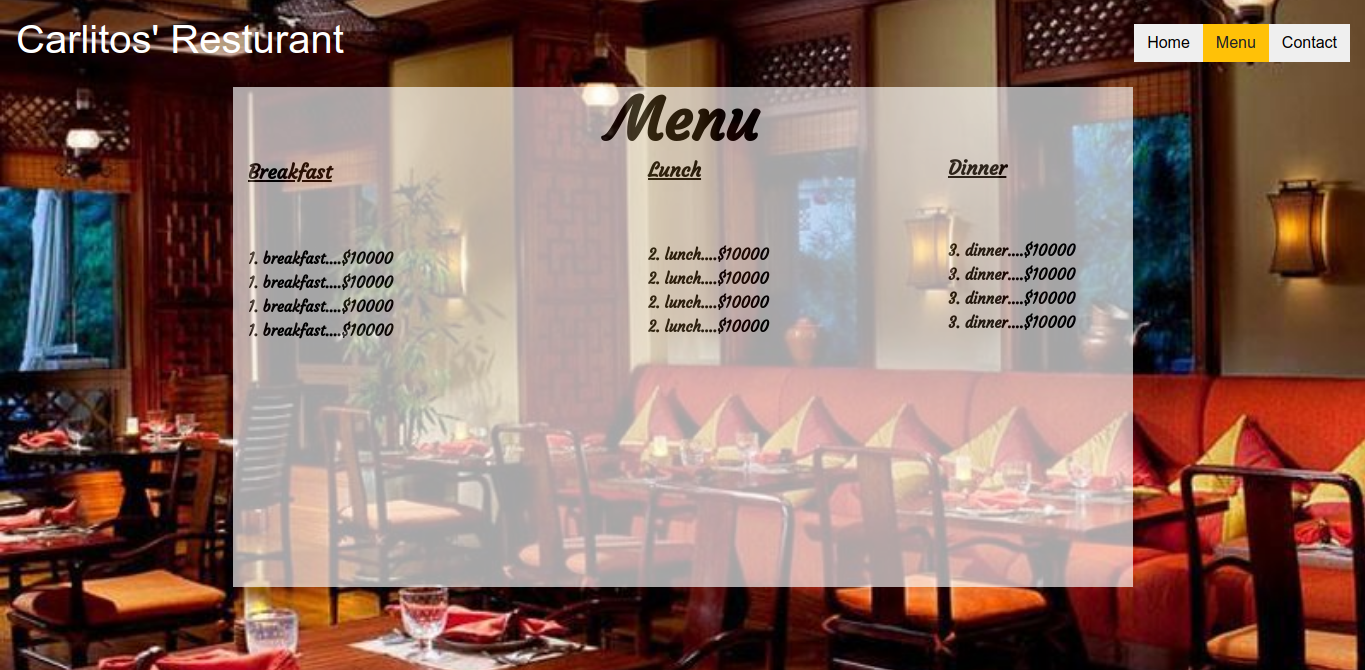 Carlitos' Resturant
Home Menu Contact
Menu
Breakfast
1. breakfast....$10000
1. breakfast....$10000
1. breakfast....$10000
1. breakfast....$10000
Lunch
2. lunch....$10000
2. lunch....$10000
2. lunch....$10000
2. lunch....$10000
Dinner
3. dinner....$10000
3. dinner....$10000
3. dinner....$10000
3. dinner....$10000